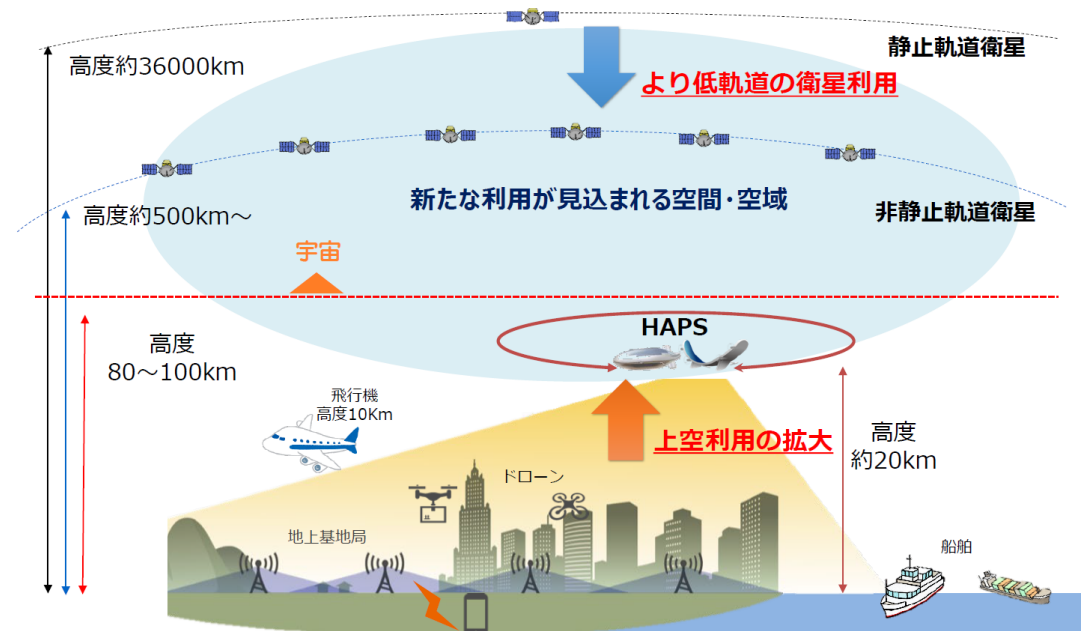 静止軌道衛星
高度約36000km
より低軌道の衛星利用
新たな利用が見込まれる空間・空域
高度約500km～
非静止軌道衛星
宇宙
HAPS
高度
80～100km
飛行機
高度10Km
上空利用の拡大
高度
約20km
ドローン
地上基地局
船舶